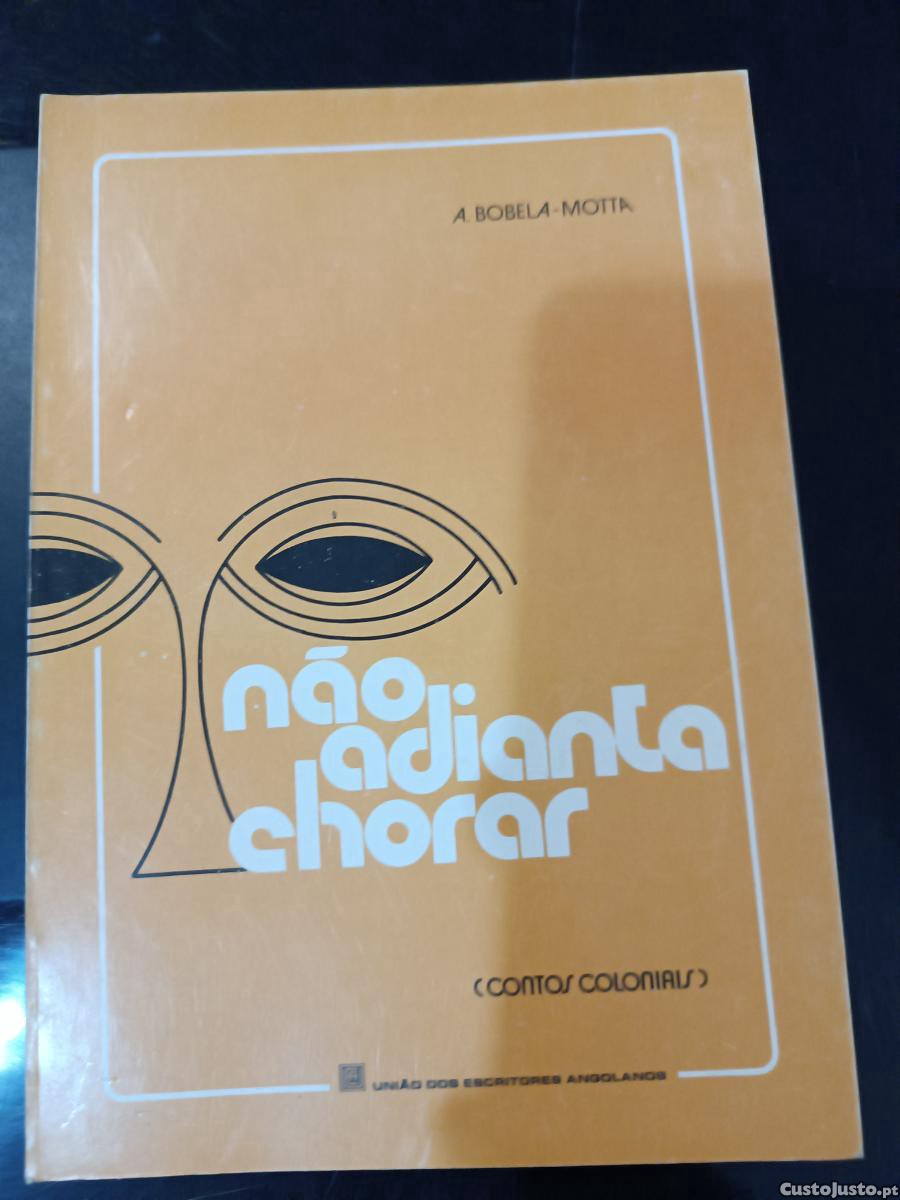 A. BOBELA-MOTTA
não
adianta
chorar
(CONTOS COLONIAIS)
UNIÃO DOS ESCRITORES ANGOLANOS
CustoJusto.pt